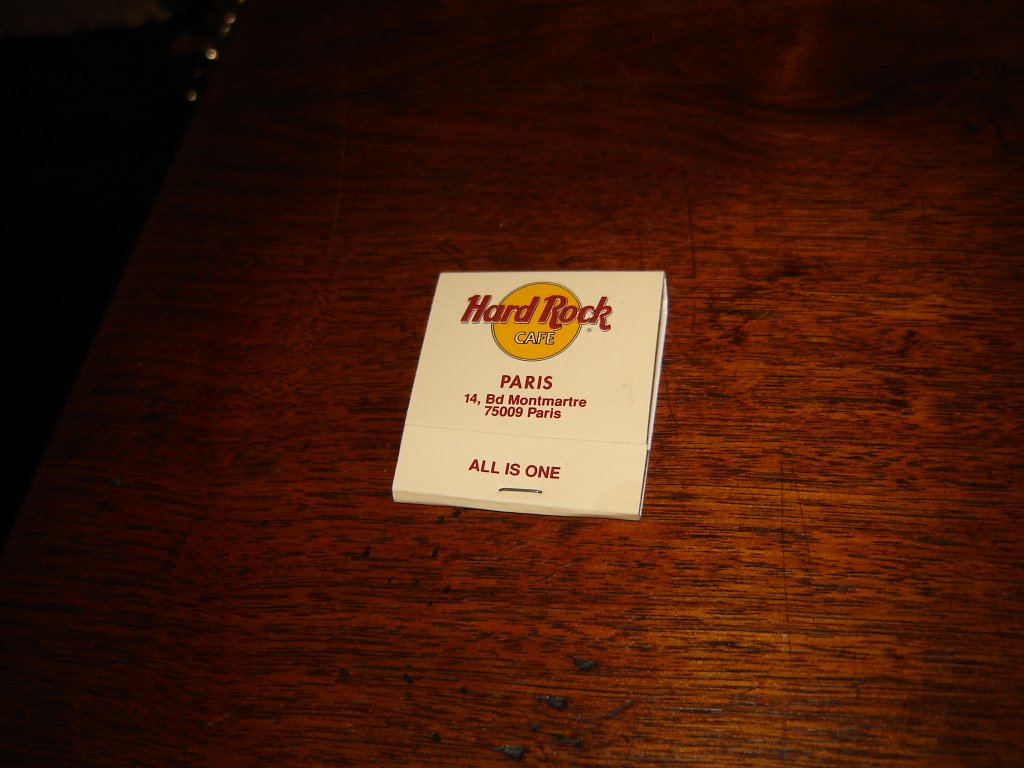 Hard Rock
CAFE
®
PARIS
14, Bd Montmartre
75009 Paris
ALL IS ONE